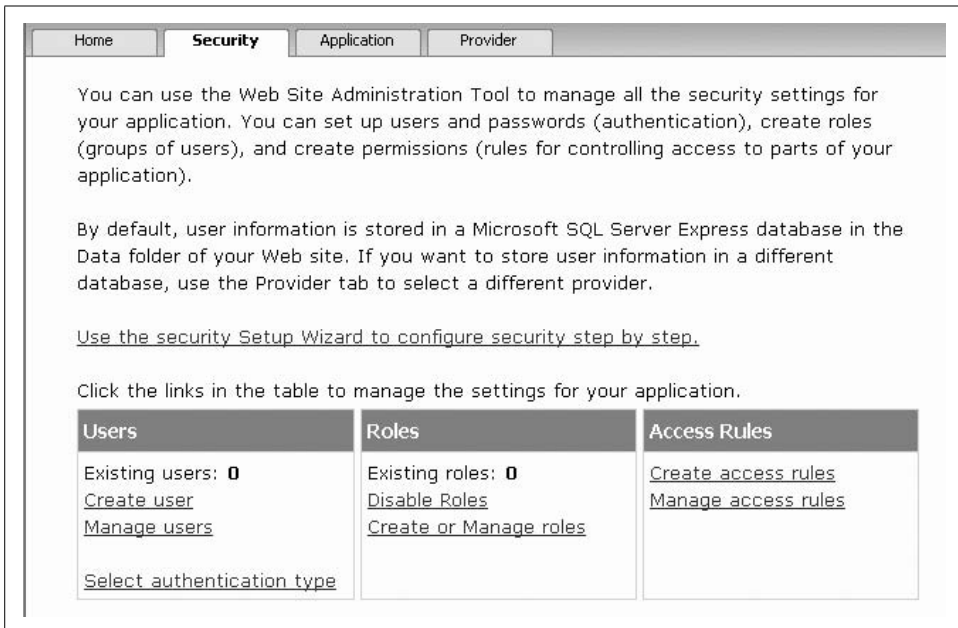 Home Security Application Provider
You can use the Web Site Administration Tool to manage all the security settings for
your application. You can set up users and passwords (authentication), create roles
(groups of users), and create permissions (rules for controlling access to parts of your
application).
By default, user information is stored in a Microsoft SQL Server Express database in the
Data folder of your Web site. If you want to store user information in a different
database, use the Provider tab to select a different provider.
Use the security Setup Wizard to configure security step by step.
Click the links in the table to manage the settings for your application.
Users
Existing users: 0
Create user
Manage users
Select authentication type
Roles
Existing roles: 0
Disable Roles
Create or Manage roles
Access Rules
Create access rules
Manage access rules